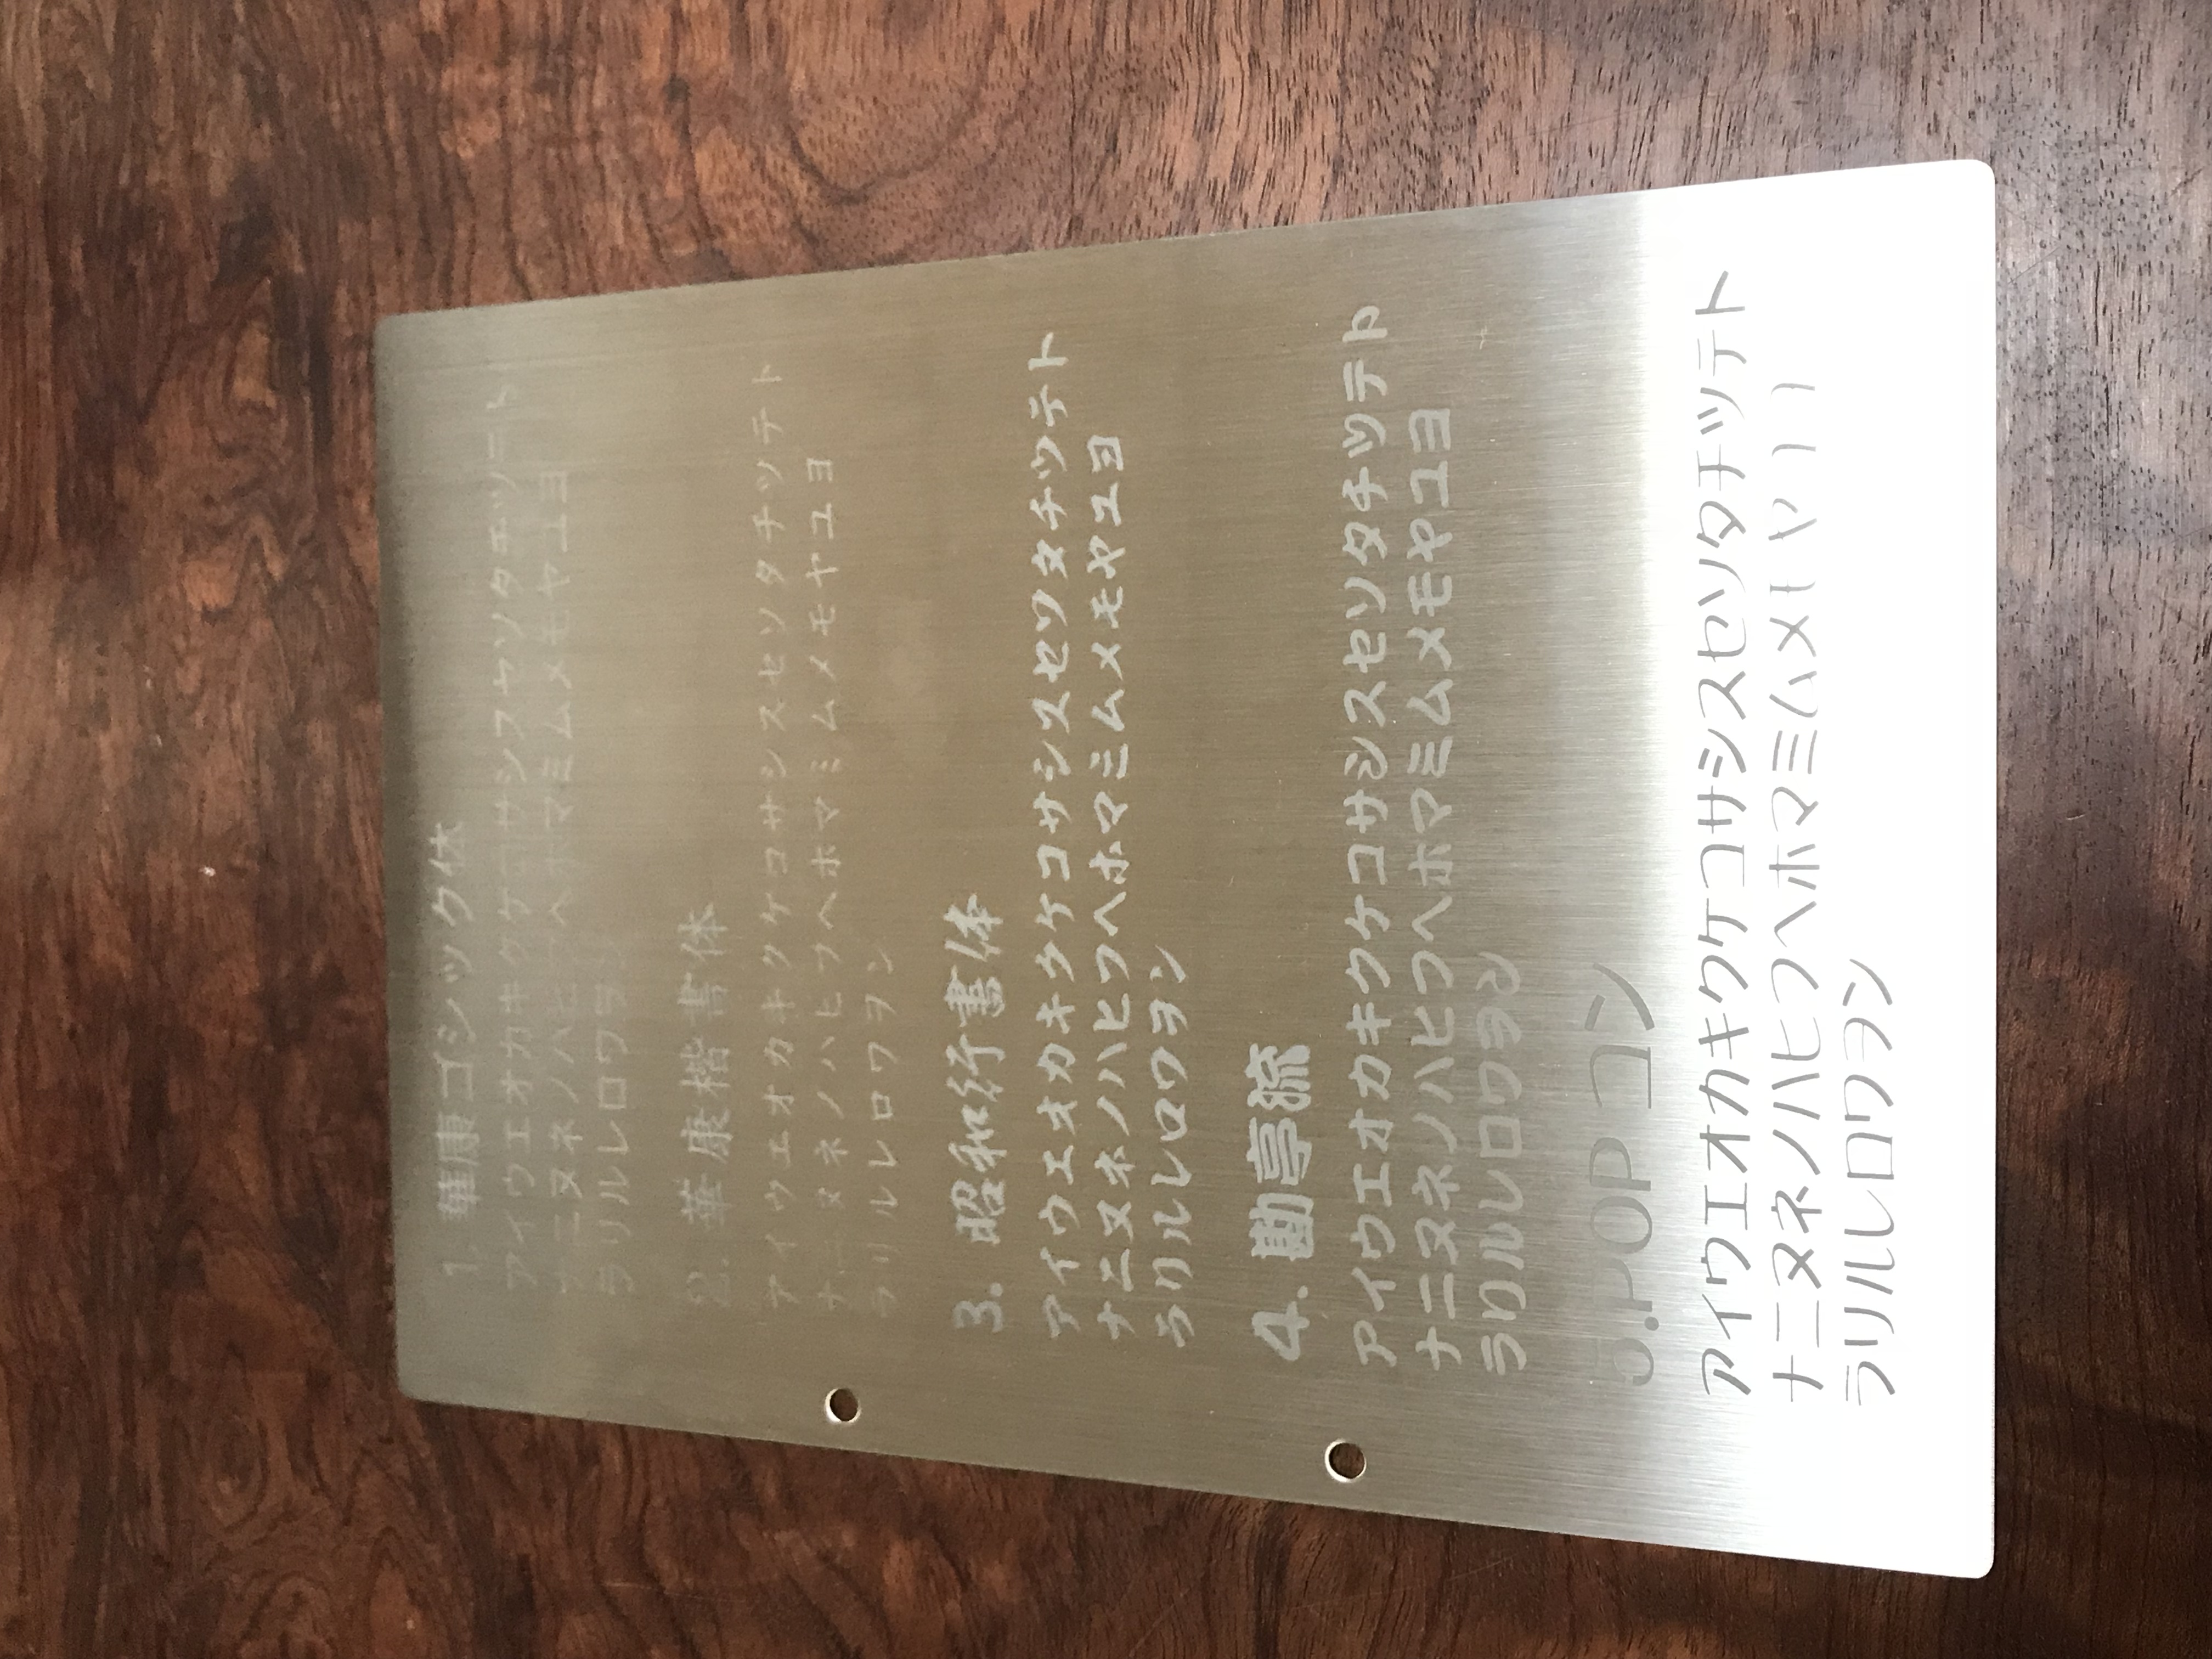 1. 華康ゴシック体
アイウエオカキクケコサシスセソタチツテト
ナニヌネノハヒフヘホマミムメモヤユヨ
ラリルレロワヲン
2. 華康楷書体
アイウエオカキクケコサシスセソタチツテト
ナニヌネノハヒフヘホマミムメモヤユヨ
ラリルレロワヲン
3. 昭和行書体
アイウエオカキクケコサシスセソタチツテト
ナニヌネノハヒフヘホマミムメモヤユヨ
ラリルレロワヲン
4. 勘亭流
アイウエオカキクケコサシスセソタチツテト
ナニヌネノハヒフヘホマミムメモヤユヨ
ラリルレロワヲン
5.POP コン
アイウエオカキクケコサシスセソタチツテト
ナニヌネノハヒフヘホマミムメモヤユヨ
ラリルレロワヲン